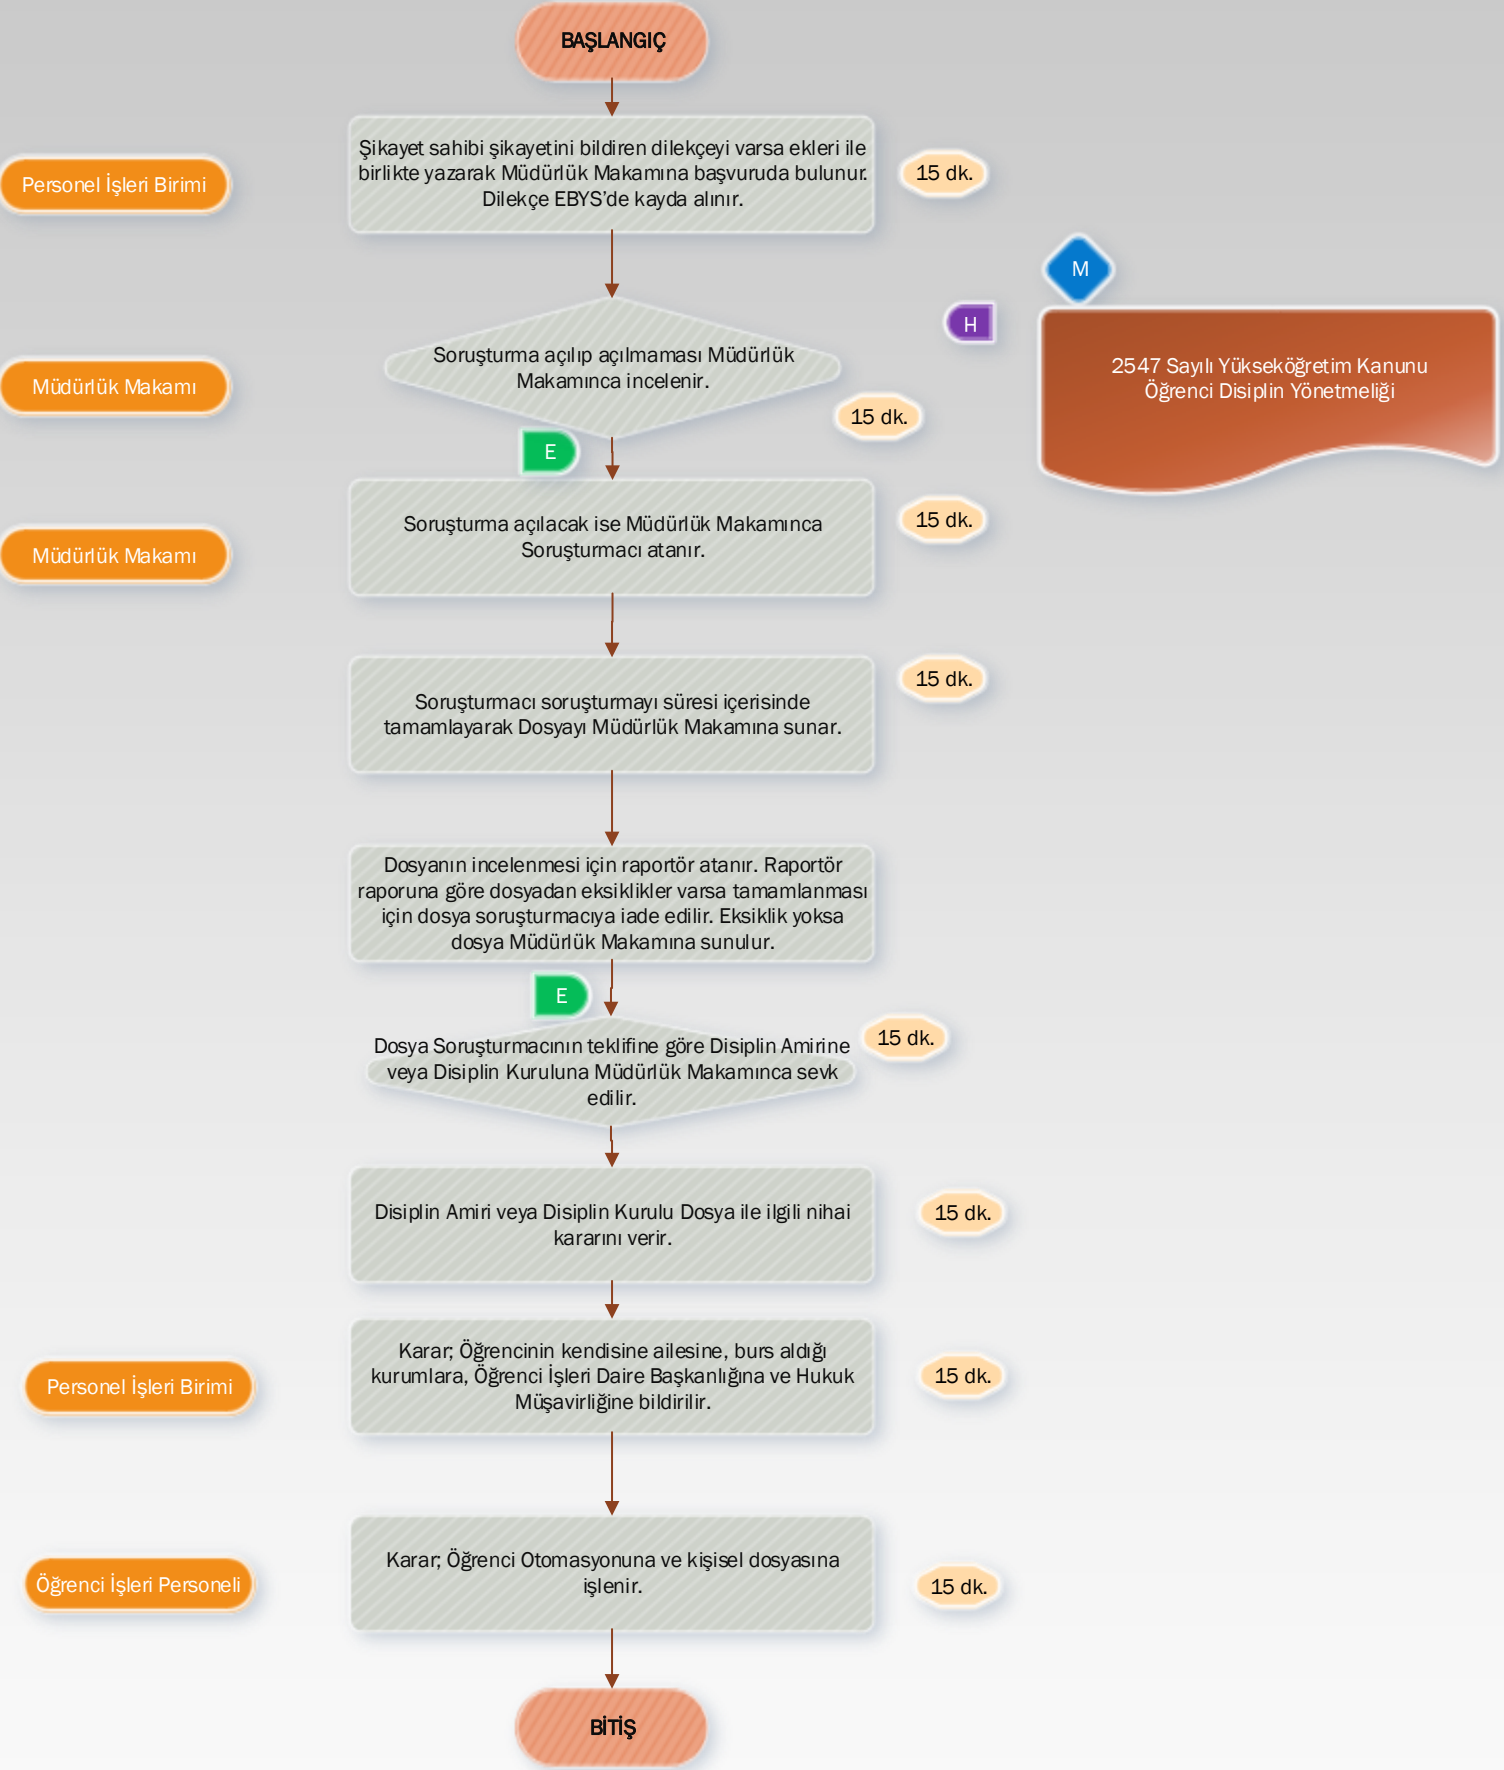 BAŞLANGIÇ
Personel İşleri Birimi
Şikayet sahibi şikayetini bildiren dilekçeyi varsa ekleri ile
birlikte yazarak Müdürlük Makamına başvuruda bulunur.
Dilekçe EBYS'de kayda alınır.
15 dk.
M
H
2547 Sayılı Yükseköğretim Kanunu
Öğrenci Disiplin Yönetmeliği
Müdürlük Makamı
Soruşturma açılıp açılmaması Müdürlük
Makamınca incelenir.
15 dk.
E
Müdürlük Makamı
Soruşturma açılacak ise Müdürlük Makamınca
Soruşturmacı atanır.
15 dk.
Soruşturmacı soruşturmayı süresi içerisinde
tamamlayarak Dosyayı Müdürlük Makamına sunar.
15 dk.
Dosyanın incelenmesi için raportör atanır. Raportör
raporuna göre dosyadan eksiklikler varsa tamamlanması
için dosya soruşturmacıya iade edilir. Eksiklik yoksa
dosya Müdürlük Makamına sunulur.
E
Dosya Soruşturmacının teklifine göre Disiplin Amirine
veya Disiplin Kuruluna Müdürlük Makamınca sevk
edilir.
15 dk.
Disiplin Amiri veya Disiplin Kurulu Dosya ile ilgili nihai
kararını verir.
15 dk.
Personel İşleri Birimi
Karar; Öğrencinin kendisine ailesine, burs aldığı
kurumlara, Öğrenci İşleri Daire Başkanlığına ve Hukuk
Müşavirliğine bildirilir.
15 dk.
Öğrenci İşleri Personeli
Karar; Öğrenci Otomasyonuna ve kişisel dosyasına
işlenir.
15 dk.
BİTİŞ